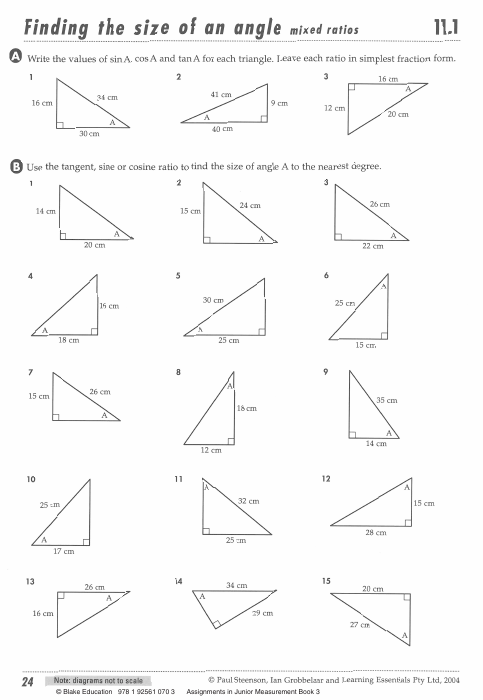 Finding the size of an angle mixed ratios 11.1
A Write the values of sin A, cos A and tan A for each triangle. Leave each ratio in simplest fraction form.
1 2 3
16 cm 34 cm A 30 cm
41 cm 9 cm A 40 cm
16 cm A 12 cm 20 cm
B Use the tangent, sine or cosine ratio to find the size of angle A to the nearest degree.
1 2 3
14 cm A 20 cm
15 cm 24 cm A
26 cm A 22 cm
4 5 6
16 cm A 18 cm
30 cm A 25 cm
A 25 cm 15 cm
7 8 9
15 cm 26 cm A
A 18 cm 12 cm
35 cm A 14 cm
10 11 12
25 cm A 17 cm
A 32 cm 25 cm
A 15 cm 28 cm
13 14 15
26 cm A 16 cm
34 cm A 29 cm
20 cm 27 cm A
24 Note: diagrams not to scale © Paul Steenson, Ian Grobbelaar and Learning Essentials Pty Ltd, 2004
© Blake Education 978 1 92561 070 3 Assignments in Junior Measurement Book 3